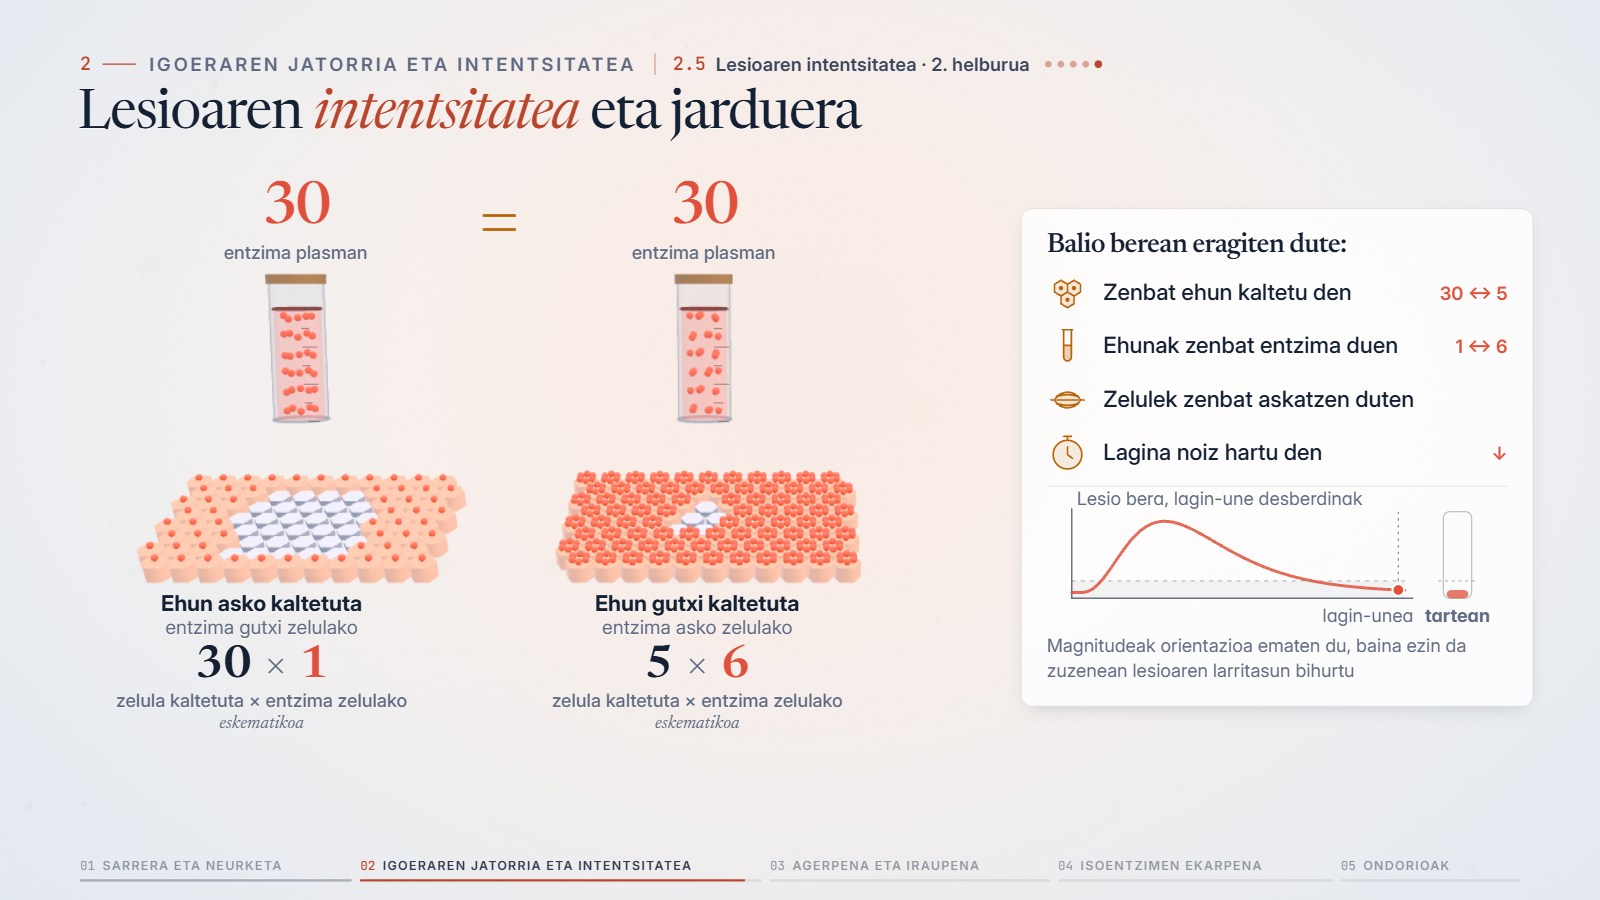 2 IGOERAREN JATORRIA ETA INTENTSITATEA 2.5 Lesioaren intentsitatea · 2. helburua
Lesioaren intentsitatea eta jarduera
30 = 30
entzima plasman
entzima plasman
Ehun asko kaltetuta
entzima gutxi zelulako
30 × 1
zelula kaltetuta × entzima zelulako
eskematikoa
Ehun gutxi kaltetuta
entzima asko zelulako
5 × 6
zelula kaltetuta × entzima zelulako
eskematikoa
Balio berean eragiten dute:
Zenbat ehun kaltetu den 30 ↔ 5
Ehunak zenbat entzima duen 1 ↔ 6
Zelulek zenbat askatzen duten
Lagina noiz hartu den ↓
Lesio bera, lagin-une desberdinak
lagin-unea tartean
Magnitudeak orientazioa ematen du, baina ezin da
zuzenean lesioaren larritasun bihurtu
01 SARRERA ETA NEURKETA 02 IGOERAREN JATORRIA ETA INTENTSITATEA 03 AGERPENA ETA IRAUPENA 04 ISOENTZIMEN EKARPENA 05 ONDORIOAK